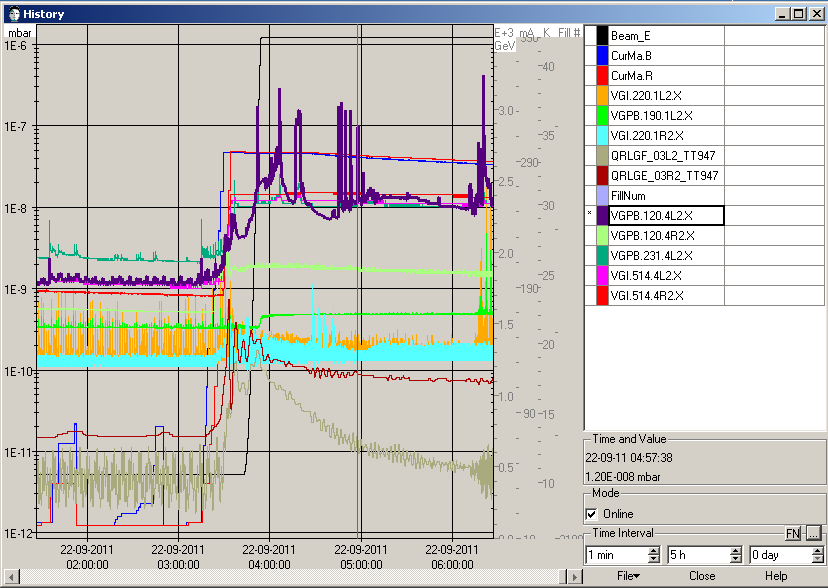 History
mbar
E+3 mA K Fill #
GeV
1E-6
1E-7
1E-8
1E-9
1E-10
1E-11
1E-12
3.0
2.5
2.0
1.5
1.0
0.5
290
190
90
40
35
30
25
20
15
10
22-09-2011 22-09-2011 22-09-2011 22-09-2011 22-09-2011
02:00:00 03:00:00 04:00:00 05:00:00 06:00:00
Beam_E
CurMa.B
CurMa.R
VGI.220.1L2.X
VGPB.190.1L2.X
VGI.220.1R2.X
QRLGF_03L2_TT947
QRLGE_03R2_TT947
FillNum
* VGPB.120.4L2.X
VGPB.120.4R2.X
VGPB.231.4L2.X
VGI.514.4L2.X
VGI.514.4R2.X
Time and Value
22-09-11 04:57:38
1.20E-008 mbar
Mode
Online
Time Interval
FN ...
1 min 5 h 0 day
File Close Help